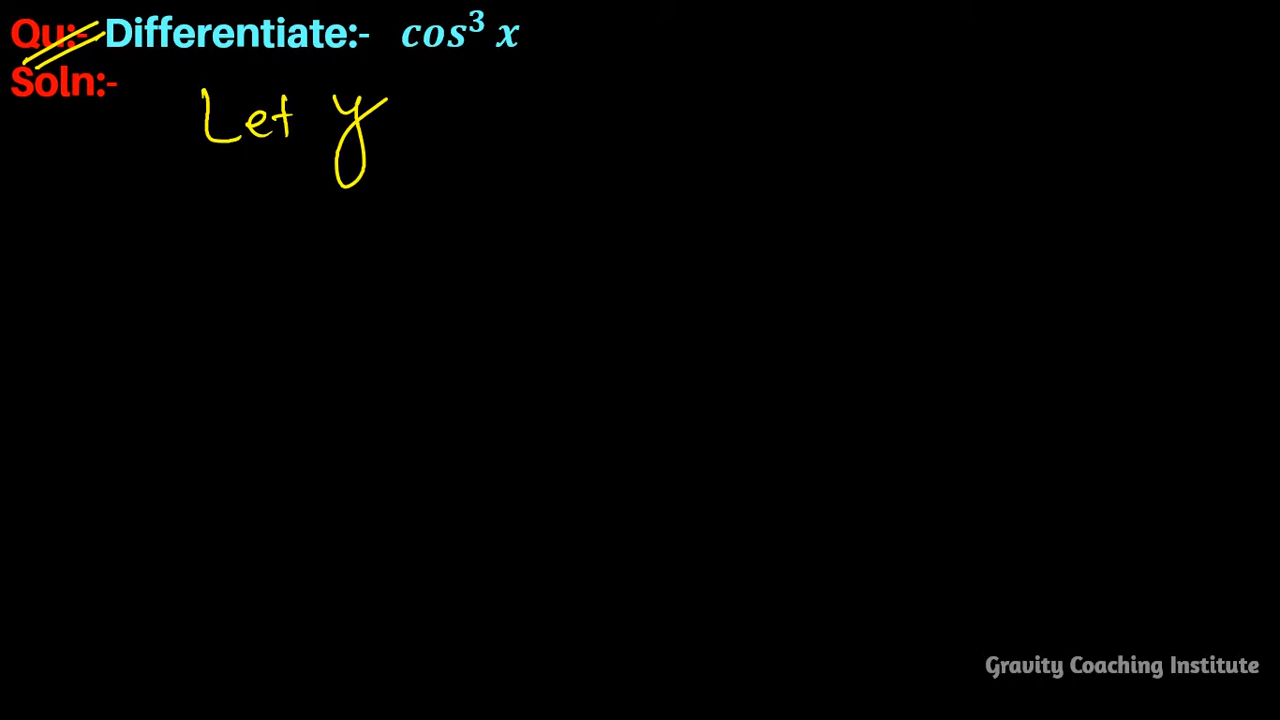 Qu:- Differentiate:- cos³ x
Soln:-
Let y
Gravity Coaching Institute